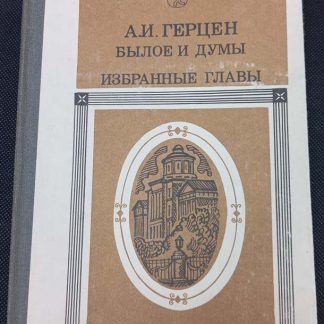 А.И. ГЕРЦЕН
БЫЛОЕ И ДУМЫ
ИЗБРАННЫЕ ГЛАВЫ